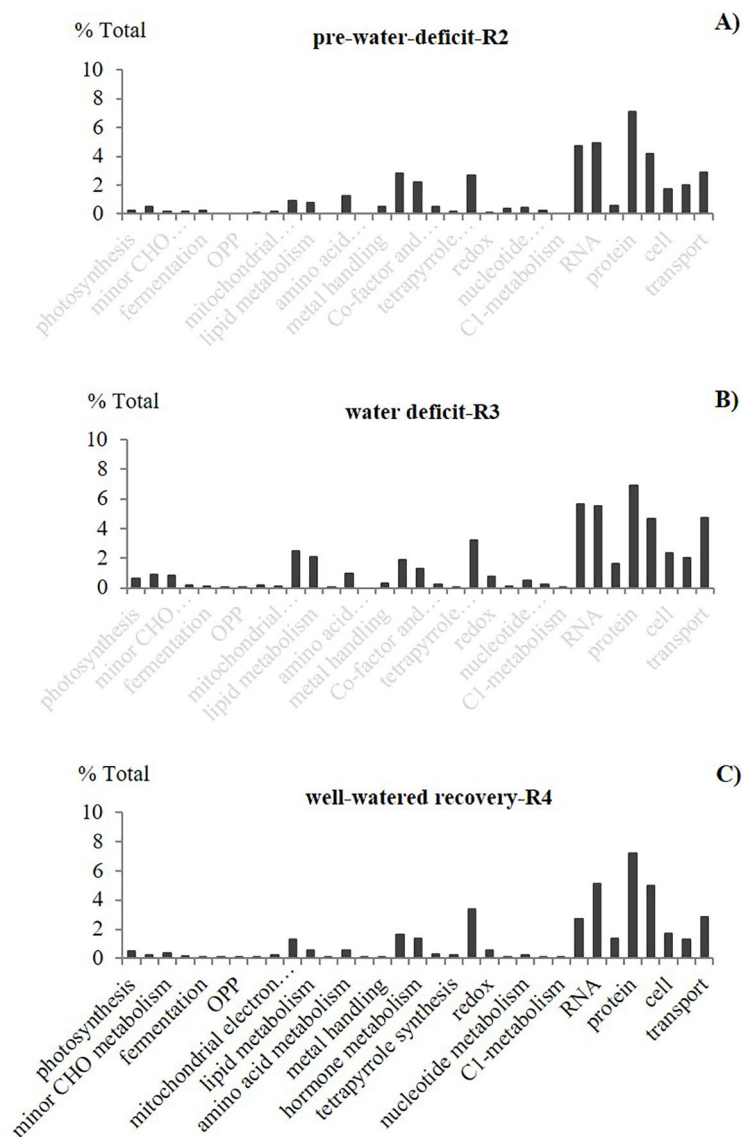 A)
% Total
pre-water-deficit-R2
10
8
6
4
2
0
photosynthesis
minor CHO…
fermentation
OPP
mitochondrial…
lipid metabolism
amino acid…
metal handling
Co-factor and…
tetrapyrrole…
redox
nucleotide…
C1-metabolism
RNA
protein
cell
transport
B)
% Total
water deficit-R3
10
8
6
4
2
0
photosynthesis
minor CHO…
fermentation
OPP
mitochondrial…
lipid metabolism
amino acid…
metal handling
Co-factor and…
tetrapyrrole…
redox
nucleotide…
C1-metabolism
RNA
protein
cell
transport
C)
% Total
well-watered recovery-R4
10
8
6
4
2
0
photosynthesis
minor CHO metabolism
fermentation
OPP
mitochondrial electron…
lipid metabolism
amino acid metabolism
metal handling
hormone metabolism
tetrapyrrole synthesis
redox
nucleotide metabolism
C1-metabolism
RNA
protein
cell
transport